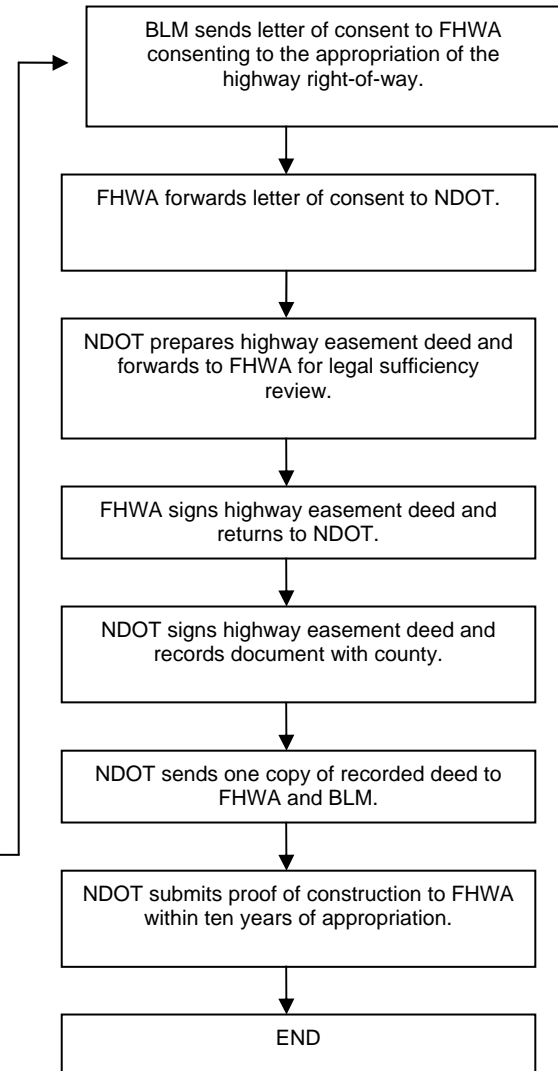 BLM sends letter of consent to FHWA
consenting to the appropriation of the
highway right-of-way.
FHWA forwards letter of consent to NDOT.
NDOT prepares highway easement deed and
forwards to FHWA for legal sufficiency
review.
FHWA signs highway easement deed and
returns to NDOT.
NDOT signs highway easement deed and
records document with county.
NDOT sends one copy of recorded deed to
FHWA and BLM.
NDOT submits proof of construction to FHWA
within ten years of appropriation.
END